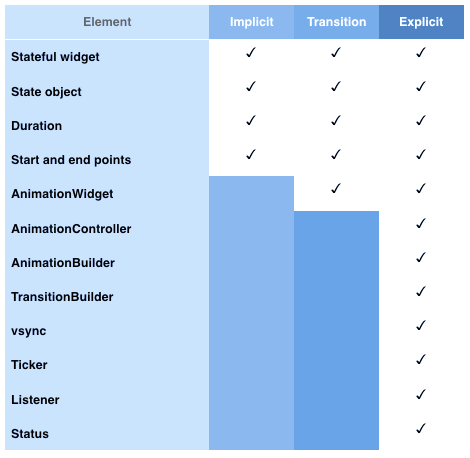 Element Implicit Transition Explicit
Stateful widget ✓ ✓ ✓
State object ✓ ✓ ✓
Duration ✓ ✓ ✓
Start and end points ✓ ✓ ✓
AnimationWidget ✓ ✓
AnimationController ✓
AnimationBuilder ✓
TransitionBuilder ✓
vsync ✓
Ticker ✓
Listener ✓
Status ✓